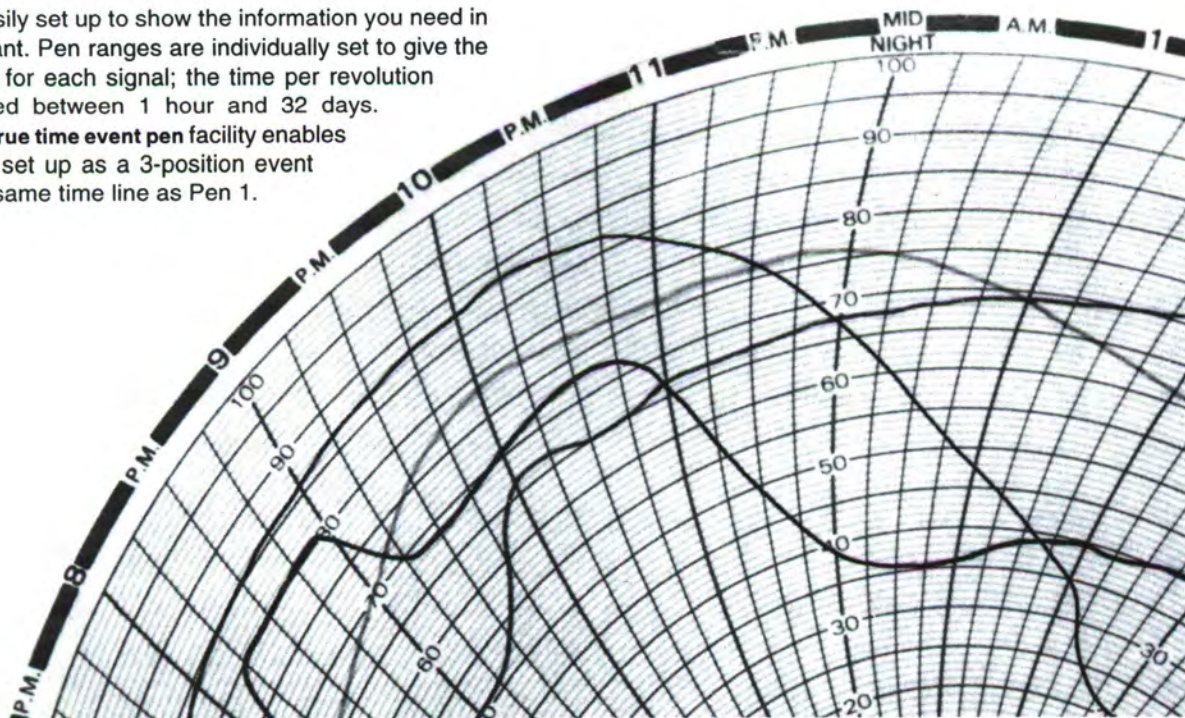 sily set up to show the information you need in
ant. Pen ranges are individually set to give the
for each signal; the time per revolution
ed between 1 hour and 32 days.
rue time event pen facility enables
set up as a 3-position event
same time line as Pen 1.
P.M.
8
P.M.
9
P.M.
10
P.M.
11
P.M.
MID
NIGHT
A.M.
1
100
90
80
70
60
50
40
30
20
100
90
80
70
60
30